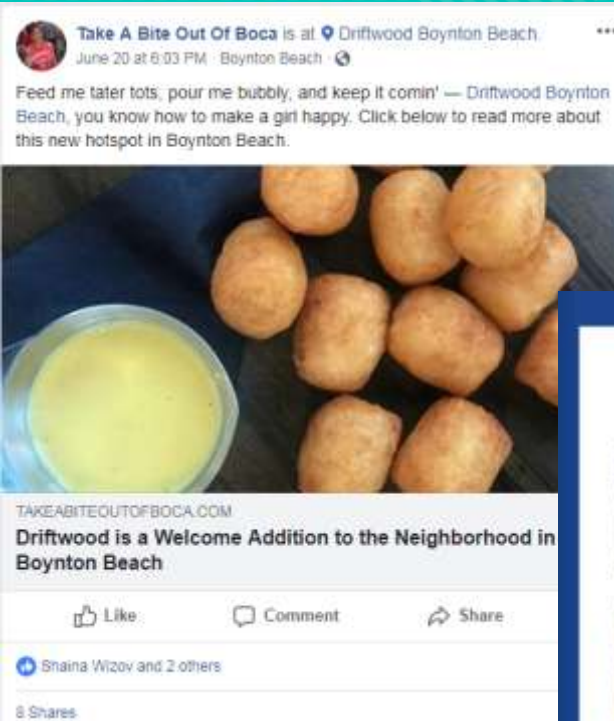 Take A Bite Out Of Boca is at Driftwood Boynton Beach.
June 20 at 6:03 PM · Boynton Beach ·
Feed me tater tots, pour me bubbly, and keep it comin' — Driftwood Boynton
Beach, you know how to make a girl happy. Click below to read more about
this new hotspot in Boynton Beach.
TAKEABITEOUTOFBOCA.COM
Driftwood is a Welcome Addition to the Neighborhood in
Boynton Beach
Like Comment Share
Shaina Wizov and 2 others
8 Shares